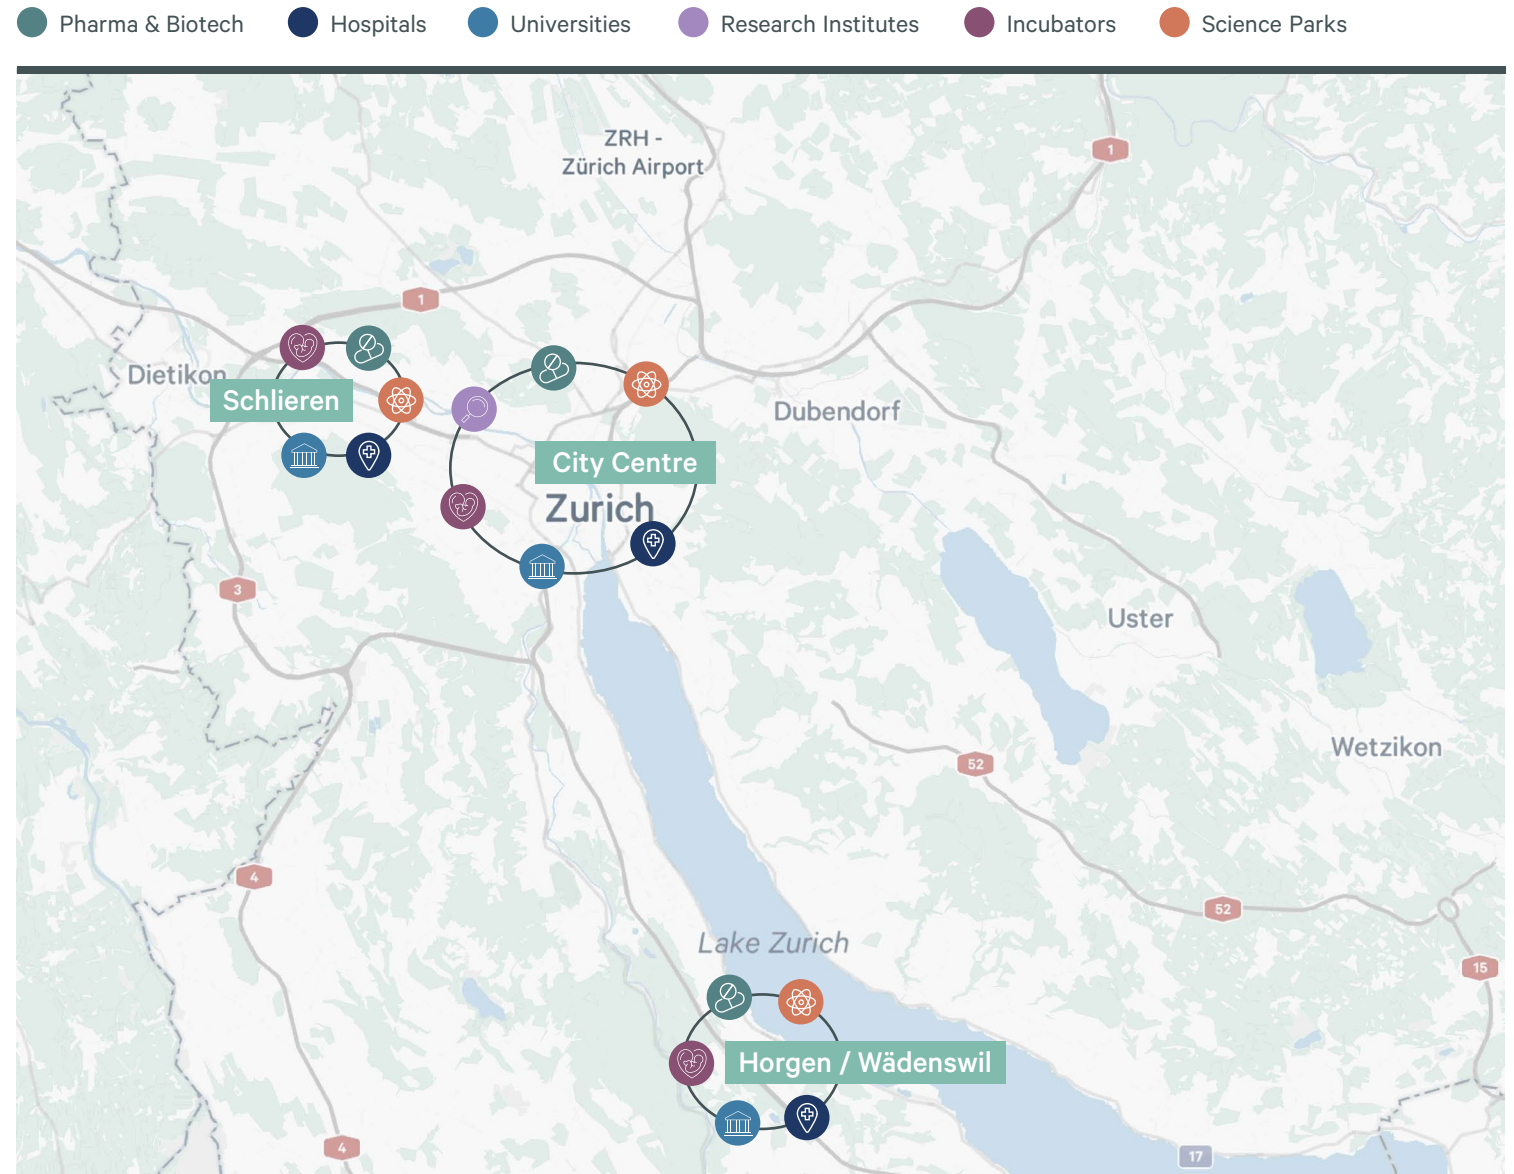 Pharma & Biotech
Hospitals
Universities
Research Institutes
Incubators
Science Parks
ZRH -
Zürich Airport
1
1
Dietikon
Schlieren
Dubendorf
City Centre
Zurich
3
Uster
Wetzikon
52
4
52
Lake Zurich
15
Horgen / Wädenswil
4
17